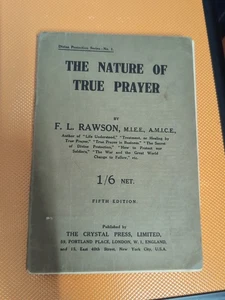 Divine Protection Series—No. 1.
THE NATURE OF
TRUE PRAYER
BY
F. L. RAWSON, M.I.E.E., A.M.I.C.E.,
Author of "Life Understood," "Treatment, or Healing by
True Prayer," "True Prayer in Business," "The Secret
of Divine Protection," "How to Protect our
Soldiers," "The War and the Great World
Change to Follow," etc.
1/6 NET.
FIFTH EDITION.
Published by
THE CRYSTAL PRESS, LIMITED,
PORTLAND PLACE, LONDON, W. 1, ENGLAND,
and 15, East 40th Street, New York City, U.S.A.